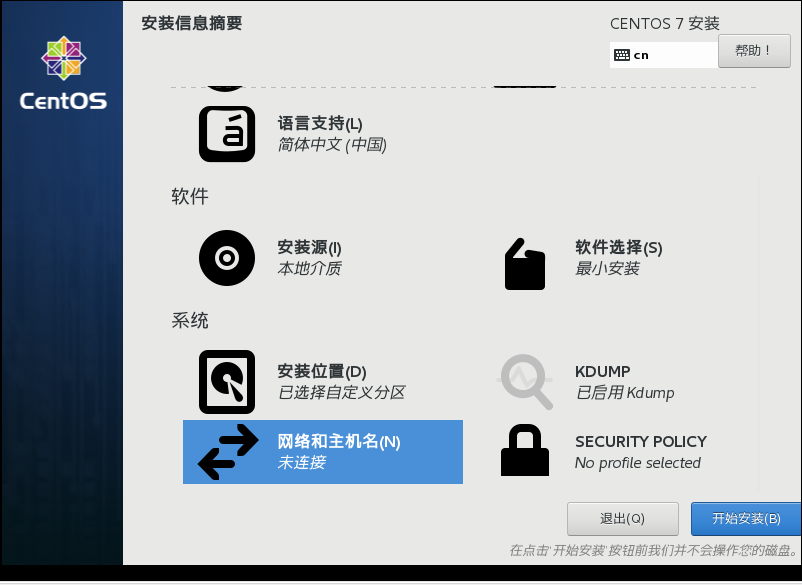 安装信息摘要
CENTOS 7 安装
cn
帮助！
CentOS
á
语言支持(L)
简体中文 (中国)
软件
安装源(I)
本地介质
软件选择(S)
最小安装
系统
安装位置(D)
已选择自定义分区
KDUMP
已启用 Kdump
网络和主机名(N)
未连接
SECURITY POLICY
No profile selected
退出(Q)
开始安装(B)
在点击'开始安装'按钮前我们并不会操作您的磁盘。